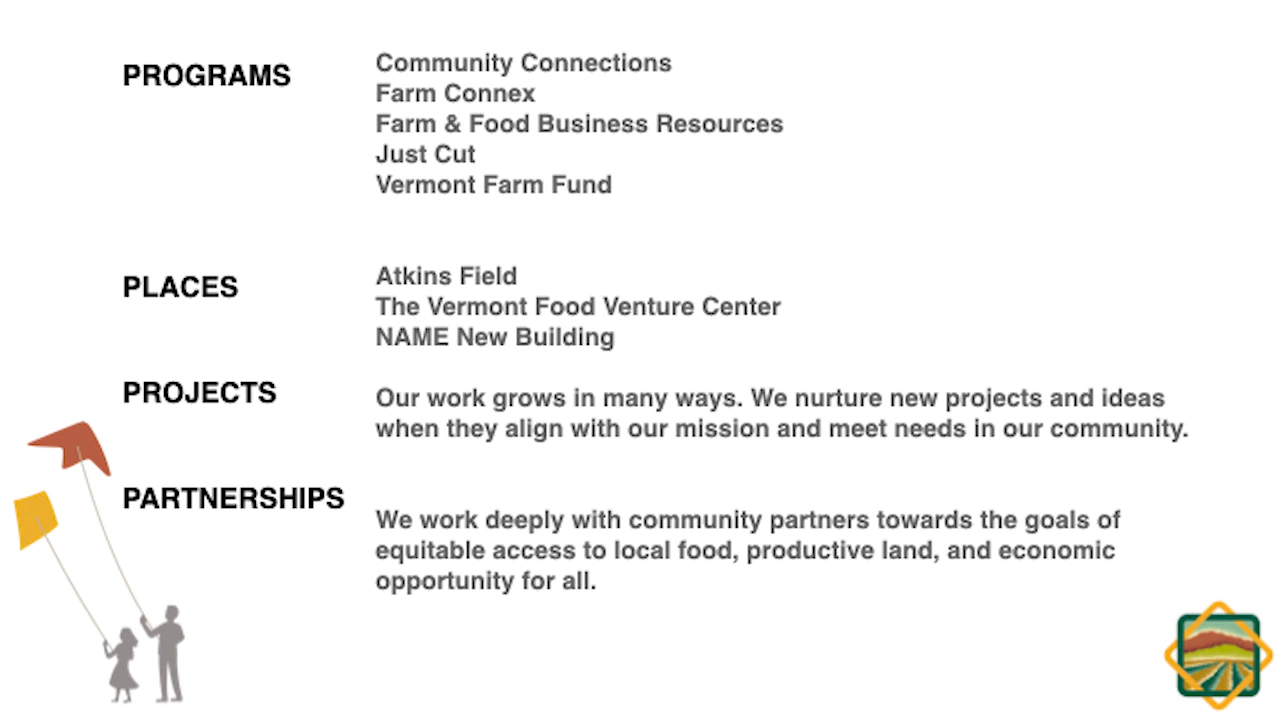 PROGRAMS
Community Connections
Farm Connex
Farm & Food Business Resources
Just Cut
Vermont Farm Fund
PLACES
Atkins Field
The Vermont Food Venture Center
NAME New Building
PROJECTS
Our work grows in many ways. We nurture new projects and ideas
when they align with our mission and meet needs in our community.
PARTNERSHIPS
We work deeply with community partners towards the goals of
equitable access to local food, productive land, and economic
opportunity for all.